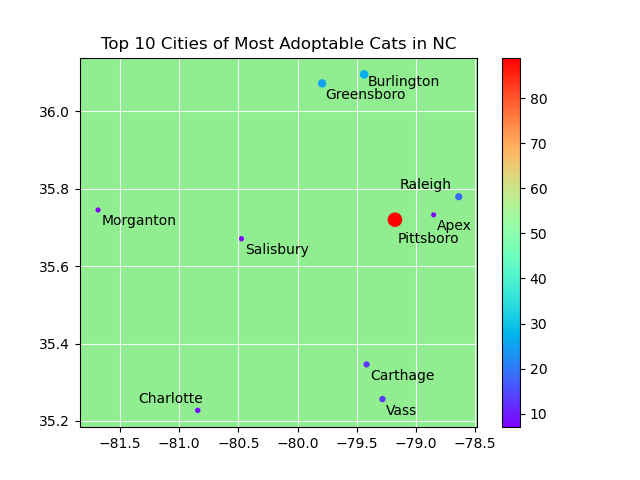 Top 10 Cities of Most Adoptable Cats in NC
Burlington
Greensboro
Raleigh
Apex
Morganton
Pittsboro
Salisbury
Carthage
Charlotte
Vass
36.0
35.8
35.6
35.4
35.2
−81.5 −81.0 −80.5 −80.0 −79.5 −79.0 −78.5
80
70
60
50
40
30
20
10